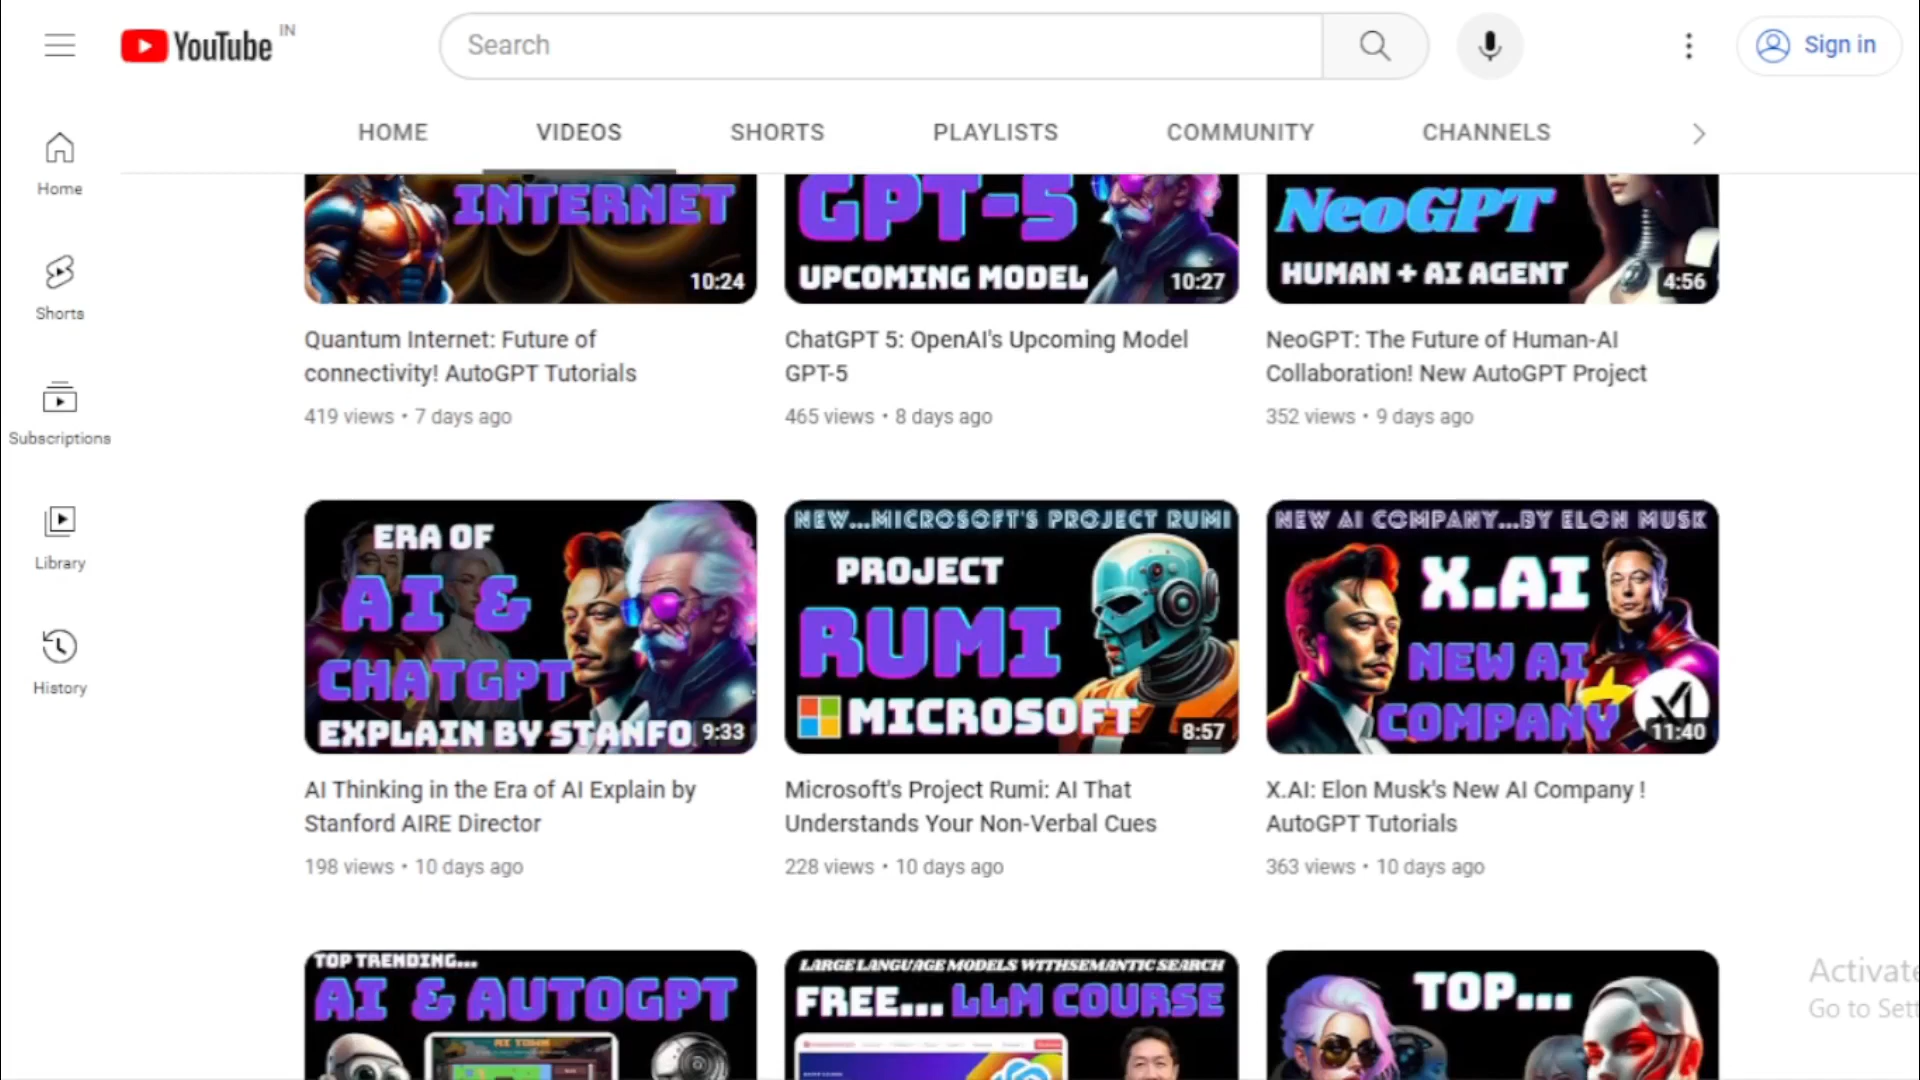 YouTube IN
Search
Sign in
HOME VIDEOS SHORTS PLAYLISTS COMMUNITY CHANNELS
Home
Shorts
Subscriptions
Library
History
INTERNET
10:24
Quantum Internet: Future of
connectivity! AutoGPT Tutorials
419 views • 7 days ago
GPT-5
UPCOMING MODEL
10:27
ChatGPT 5: OpenAI's Upcoming Model
GPT-5
465 views • 8 days ago
NeoGPT
HUMAN + AI AGENT
4:56
NeoGPT: The Future of Human-AI
Collaboration! New AutoGPT Project
352 views • 9 days ago
ERA OF
AI &
CHATGPT
EXPLAIN BY STANFO
9:33
AI Thinking in the Era of AI Explain by
Stanford AIRE Director
198 views • 10 days ago
NEW...MICROSOFT'S PROJECT RUMI
PROJECT
RUMI
MICROSOFT
8:57
Microsoft's Project Rumi: AI That
Understands Your Non-Verbal Cues
228 views • 10 days ago
NEW AI COMPANY...BY ELON MUSK
X.AI
NEW AI
COMPANY
11:40
X.AI: Elon Musk's New AI Company !
AutoGPT Tutorials
363 views • 10 days ago
TOP TRENDING...
AI & AUTOGPT
AI TOWN
LARGE LANGUAGE MODELS WITHSEMANTIC SEARCH
FREE... LLM COURSE
TOP...
Activate
Go to Sett